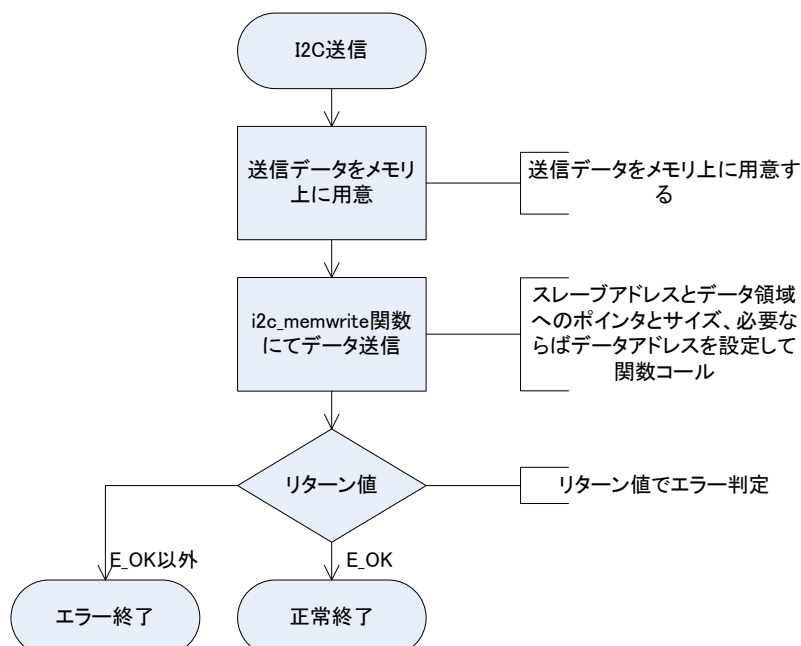 I2C送信
送信データをメモリ
上に用意
送信データをメモリ上に用意す
る
i2c_memwrite関数
にてデータ送信
スレーブアドレスとデータ領域
へのポインタとサイズ、必要な
らばデータアドレスを設定して
関数コール
リターン値
リターン値でエラー判定
E_OK以外
E_OK
エラー終了
正常終了